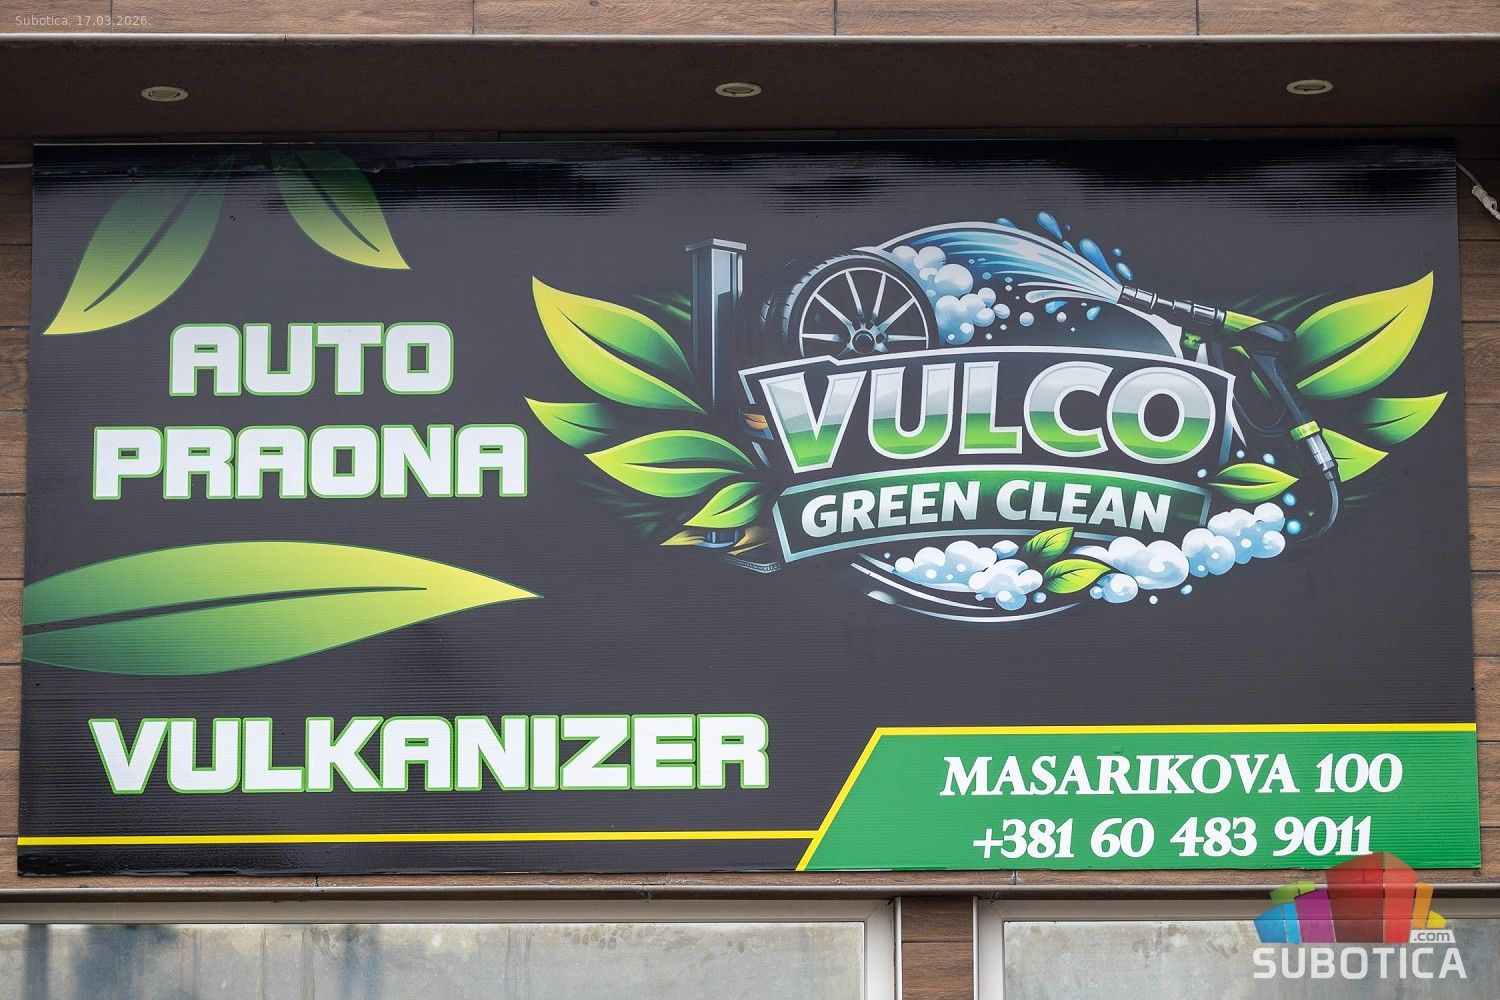 Subotica, 17.03.2026.
AUTO
PRAONA
VULCO
GREEN CLEAN
VULKANIZER
MASARIKOVA 100
+381 60 483 9011
.com
SUBOTICA